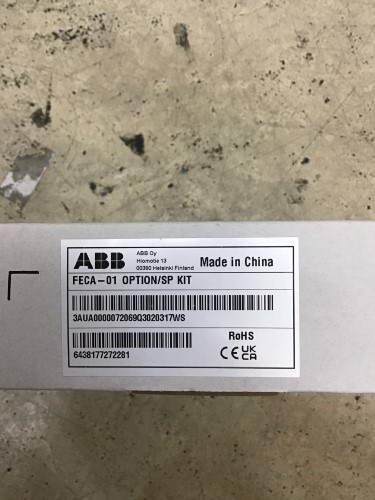 ABB
ABB Oy
Hiomotie 13
00380 Helsinki Finland
Made in China
FECA-01 OPTION/SP KIT
3AUA0000072069Q3020317WS
RoHS
CE UK CA
6438177272281